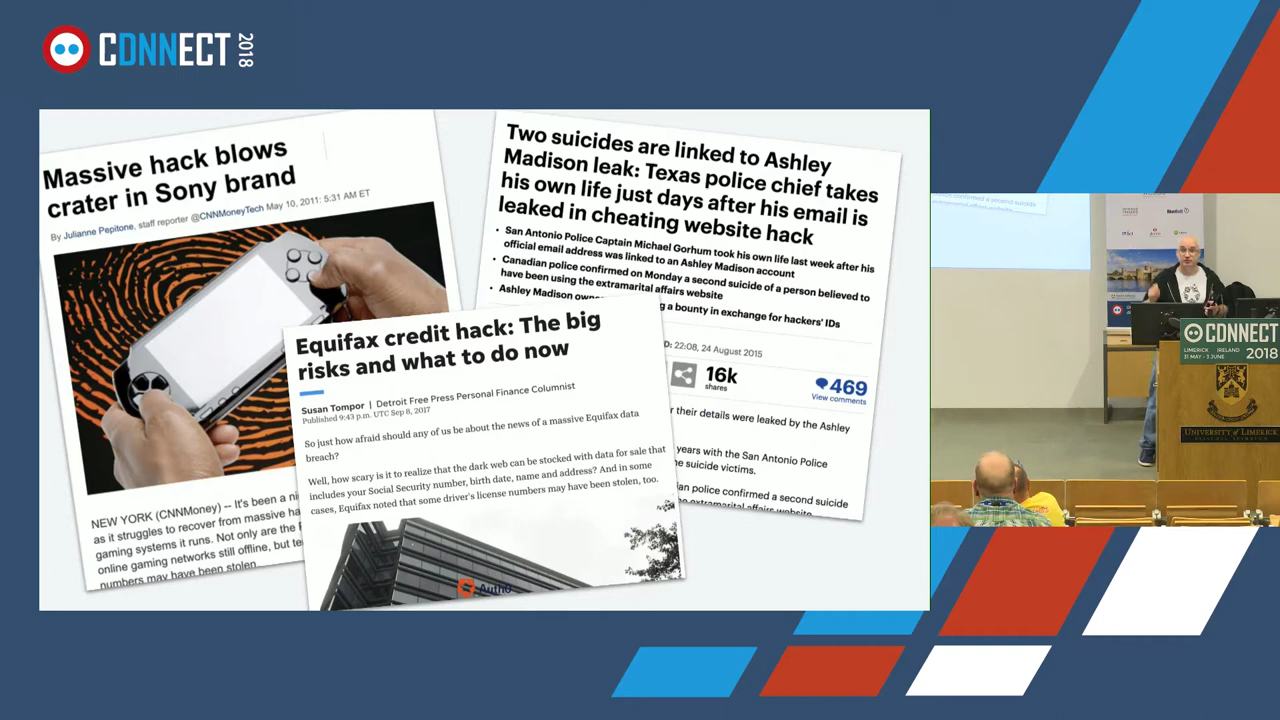 CDNNECT 2018
Massive hack blows
crater in Sony brand
By Julianne Pepitone, staff reporter @CNNMoneyTech May 10, 2011: 5:31 AM ET
NEW YORK (CNNMoney) -- It's been a ni
as it struggles to recover from massive ha
gaming systems it runs. Not only are the
online gaming networks still offline, but te
numbers may have been stolen
Two suicides are linked to Ashley
Madison leak: Texas police chief takes
his own life just days after his email is
leaked in cheating website hack
• San Antonio Police Captain Michael Gorhum took his own life last week after his
official email address was linked to an Ashley Madison account
• Canadian police confirmed on Monday a second suicide of a person believed to
have been using the extramarital affairs website
• Ashley Madison owne g a bounty in exchange for hackers' IDs
D: 22:08, 24 August 2015
16k
shares
469
View comments
r their details were leaked by the Ashley
years with the San Antonio Police
e suicide victims.
an police confirmed a second suicide
e extramarital affairs website
Equifax credit hack: The big
risks and what to do now
Susan Tompor | Detroit Free Press Personal Finance Columnist
Published 9:43 p.m. UTC Sep 8, 2017
So just how afraid should any of us be about the news of a massive Equifax data
breach?
Well, how scary is it to realize that the dark web can be stocked with data for sale that
includes your Social Security number, birth date, name and address? And in some
cases, Equifax noted that some driver's license numbers may have been stolen, too.
Auth0
CDNNECT
LIMERICK IRELAND
31 MAY - 3 JUNE
2018
UNIVERSITY of LIMERICK